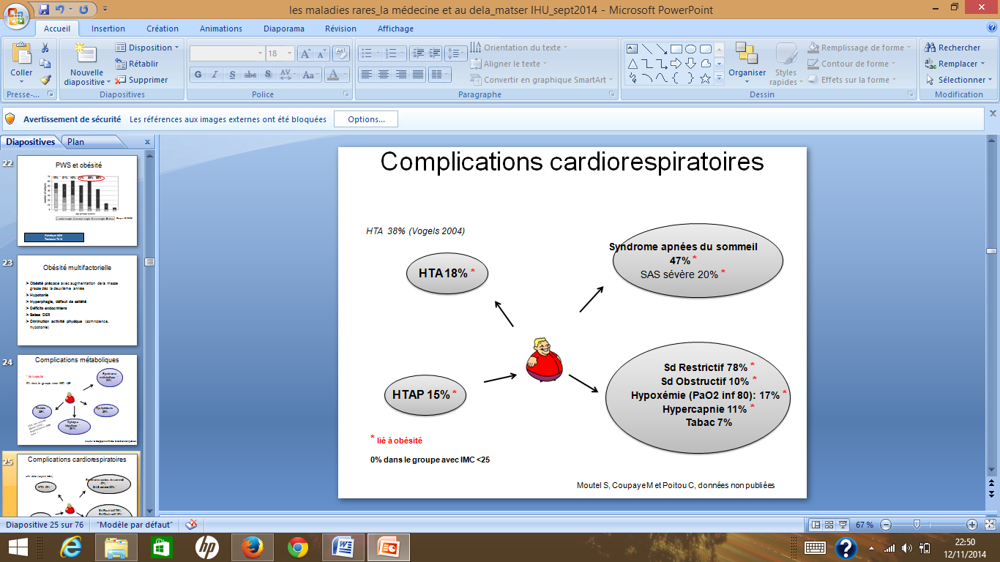 les maladies rares_la médecine et au dela_matser IHU_sept2014 - Microsoft PowerPoint
Accueil Insertion Création Animations Diaporama Révision Affichage
Coller
Presse-...
Nouvelle diapositive
Disposition
Rétablir
Supprimer
Diapositives
18
G I S abc S AV Aa A
Police
Orientation du texte
Aligner le texte
Convertir en graphique SmartArt
Paragraphe
Organiser
Styles rapides
Remplissage de forme
Contour de forme
Effets sur la forme
Dessin
Rechercher
Remplacer
Sélectionner
Modification
Avertissement de sécurité Les références aux images externes ont été bloquées Options...
Diapositives Plan x
22
PWS et obésité
23
Obésité multifactorielle
Obésité précoce avec augmentation de la masse
grasse dès la deuxième année
Hypotonie
Hyperphagie, défaut de satiété
Déficits endocriniens
Baisse DER
Diminution activité physique (somnolence,
hypotonie)
24
Complications métaboliques
25
Complications cardiorespiratoires
Complications cardiorespiratoires
HTA 38% (Vogels 2004)
HTA 18% *
Syndrome apnées du sommeil
47% *
SAS sévère 20% *
HTAP 15% *
Sd Restrictif 78% *
Sd Obstructif 10% *
Hypoxémie (PaO2 inf 80): 17% *
Hypercapnie 11% *
Tabac 7%
* lié à obésité
0% dans le groupe avec IMC <25
Moutel S, Coupaye M et Poitou C, données non publiées
Diapositive 25 sur 76 "Modèle par défaut" 67 %
hp
22:50
12/11/2014